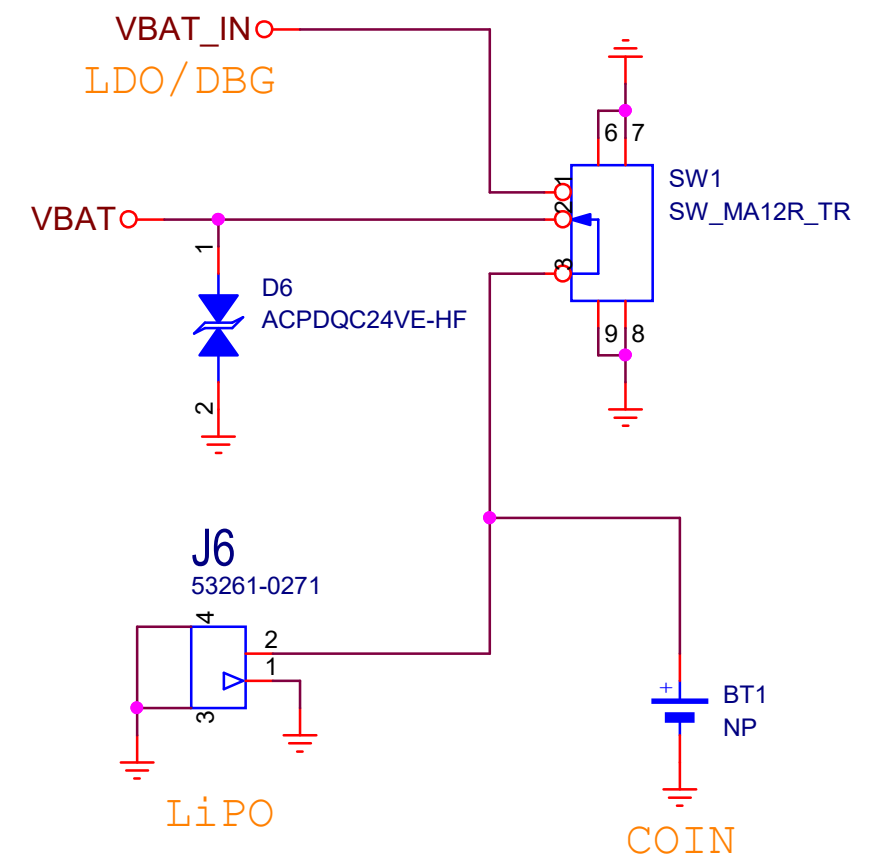 VBAT_IN
LDO/DBG
6 7
1
SW1
SW_MA12R_TR
2
VBAT
1
3
D6
ACPDQC24VE-HF
9 8
2
J6
53261-0271
4
2
1
3
+
BT1
NP
LiPO
COIN